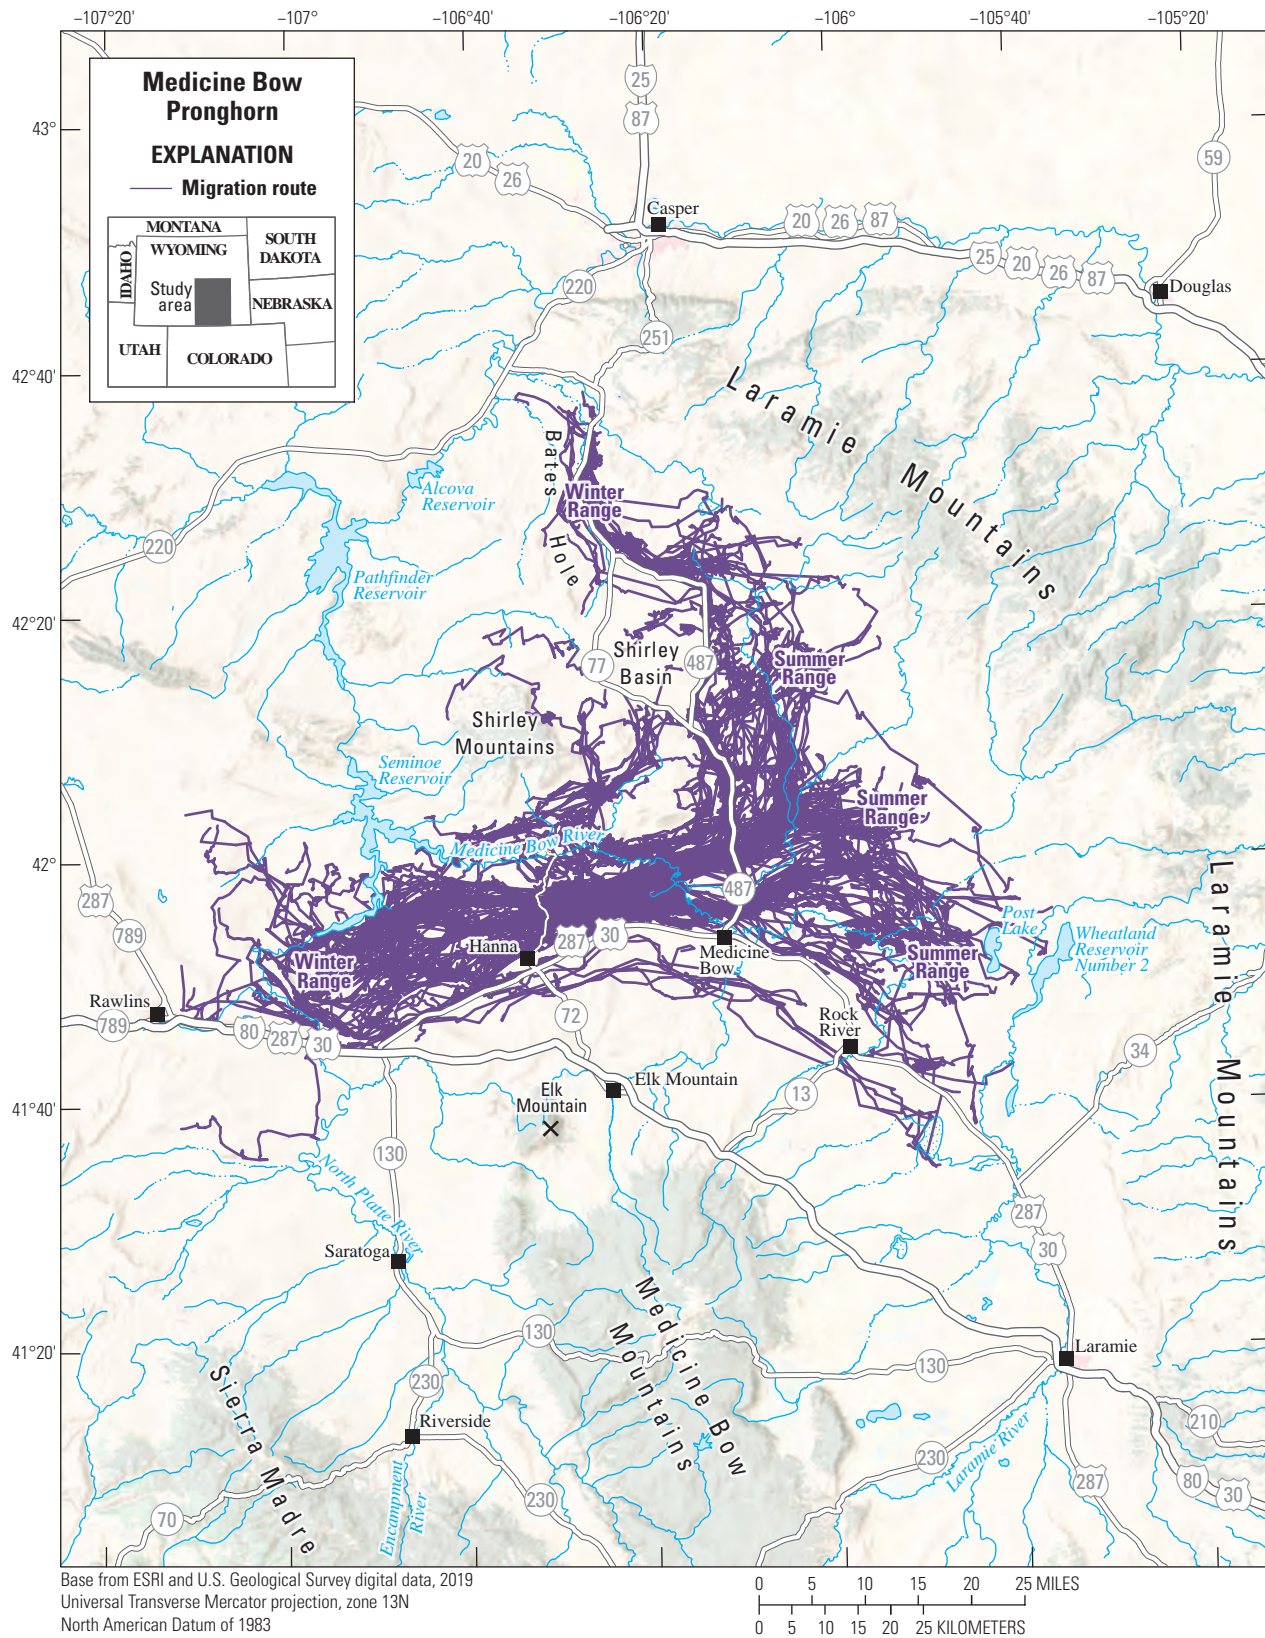 −107°20'
−107°
−106°40'
−106°20'
−106°
−105°40'
−105°20'
43°
42°40'
42°20'
42°
41°40'
41°20'
Medicine Bow
Pronghorn
EXPLANATION
Migration route
MONTANA
WYOMING
SOUTH
DAKOTA
IDAHO
Study
area
NEBRASKA
UTAH
COLORADO
25
87
20
26
59
Casper
20
26
87
25
20
26
87
Douglas
220
251
Laramie Mountains
Bates Hole
Winter
Range
Alcova
Reservoir
220
Pathfinder
Reservoir
77
Shirley
Basin
487
Summer
Range
Shirley
Mountains
Seminoe
Reservoir
Summer
Range
Medicine Bow River
487
287
789
Hanna
287
30
Medicine
Bow
Post
Lake
Wheatland
Reservoir
Number 2
Summer
Range
Winter
Range
Laramie Mountains
Rawlins
789
80
287
30
72
Rock
River
34
Elk Mountain
Elk
Mountain
13
130
North Platte River
287
30
Saratoga
Medicine Bow
Mountains
130
130
Laramie
230
Riverside
Sierra Madre
210
230
Laramie River
287
80
30
Encampment
River
230
70
Base from ESRI and U.S. Geological Survey digital data, 2019
Universal Transverse Mercator projection, zone 13N
North American Datum of 1983
0 5 10 15 20 25 MILES
0 5 10 15 20 25 KILOMETERS